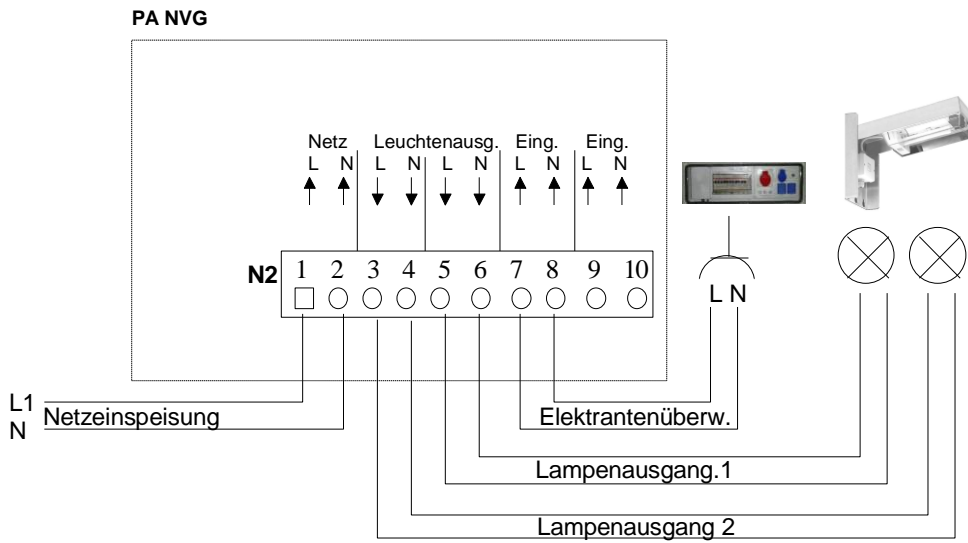 PA NVG
Netz Leuchtenausg. Eing. Eing.
L N L N L N L N L N
N2 1 2 3 4 5 6 7 8 9 10
L N
L1
Netzeinspeisung
N
Elektrantenüberw.
Lampenausgang.1
Lampenausgang 2